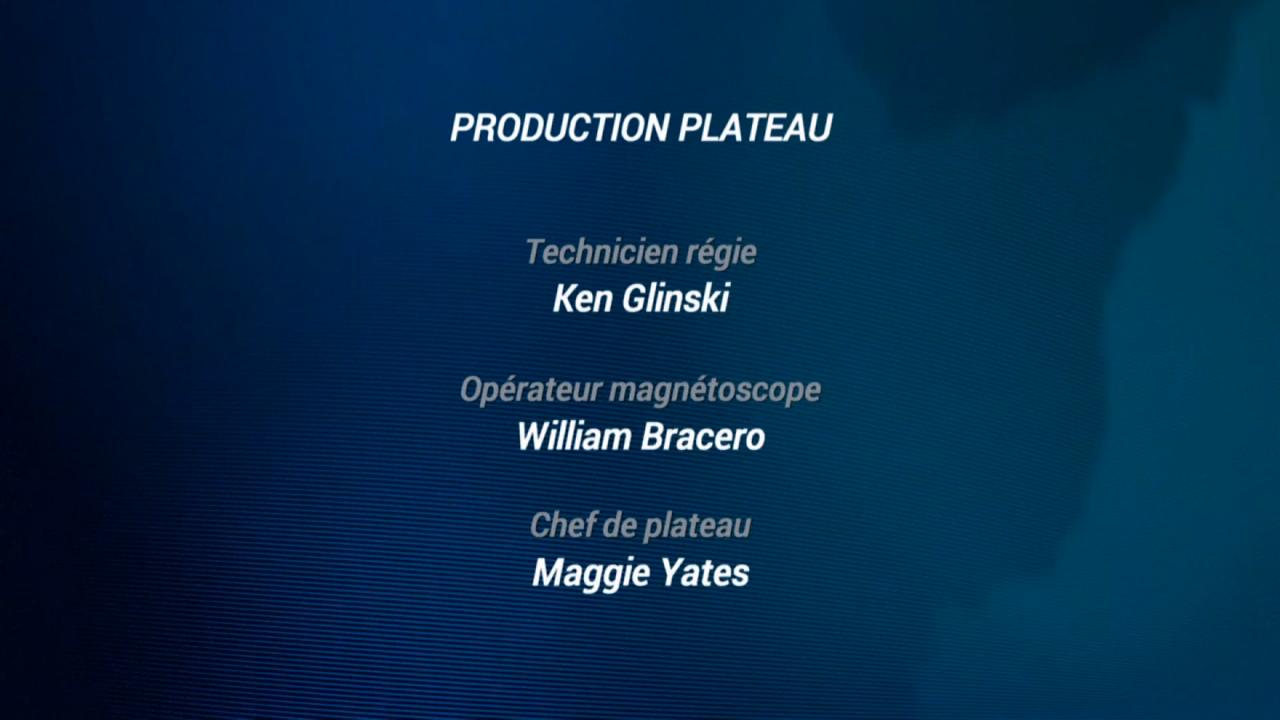 PRODUCTION PLATEAU
Technicien régie
Ken Glinski
Opérateur magnétoscope
William Bracero
Chef de plateau
Maggie Yates